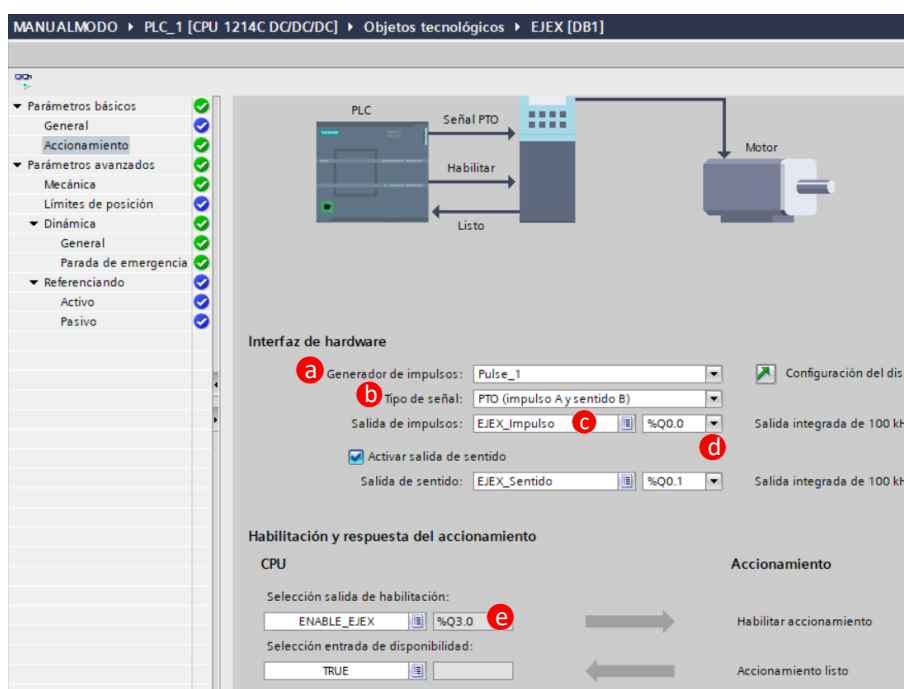 MANUALMODO ▸ PLC_1 [CPU 1214C DC/DC/DC] ▸ Objetos tecnológicos ▸ EJEX [DB1]
Parámetros básicos
General
Accionamiento
Parámetros avanzados
Mecánica
Límites de posición
Dinámica
General
Parada de emergencia
Referenciando
Activo
Pasivo
PLC
Señal PTO
Habilitar
Listo
Motor
Interfaz de hardware
a Generador de impulsos: Pulse_1 Configuración del dis
b Tipo de señal: PTO (impulso A y sentido B)
Salida de impulsos: EJEX_Impulso c %Q0.0 Salida integrada de 100 kH
d
Activar salida de sentido
Salida de sentido: EJEX_Sentido %Q0.1 Salida integrada de 100 kH
Habilitación y respuesta del accionamiento
CPU Accionamiento
Selección salida de habilitación:
ENABLE_EJEX %Q3.0 e Habilitar accionamiento
Selección entrada de disponibilidad:
TRUE Accionamiento listo